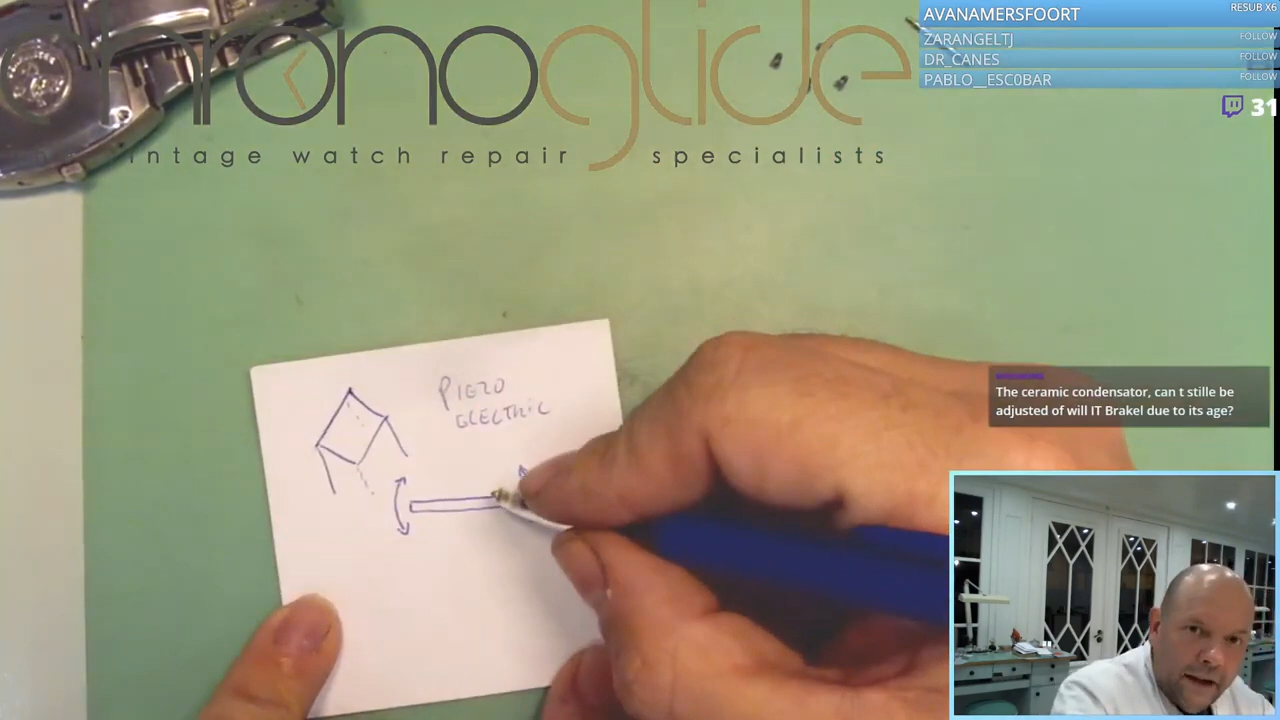 chronoglide
intage watch repair specialists
AVANAMERSFOORT
RESUB X6
ZARANGELTJ
FOLLOW
DR_CANES
FOLLOW
PABLO__ESC0BAR
FOLLOW
31
PIEZO
ELECTRIC
The ceramic condensator, can t stille be
adjusted of will IT Brakel due to its age?